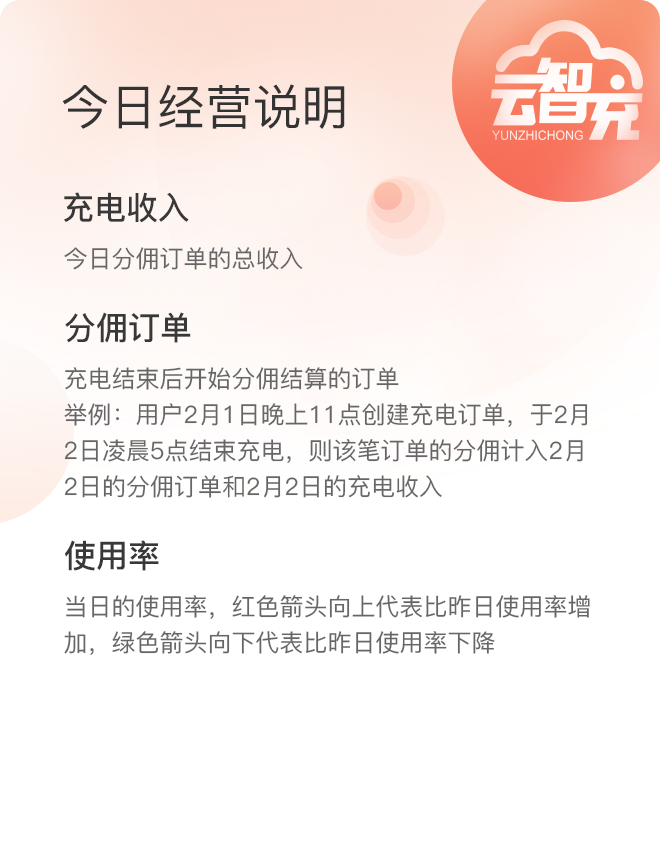 云智充
YUNZHICHONG
今日经营说明
充电收入
今日分佣订单的总收入
分佣订单
充电结束后开始分佣结算的订单
举例：用户2月1日晚上11点创建充电订单，于2月
2日凌晨5点结束充电，则该笔订单的分佣计入2月
2日的分佣订单和2月2日的充电收入
使用率
当日的使用率，红色箭头向上代表比昨日使用率增
加，绿色箭头向下代表比昨日使用率下降